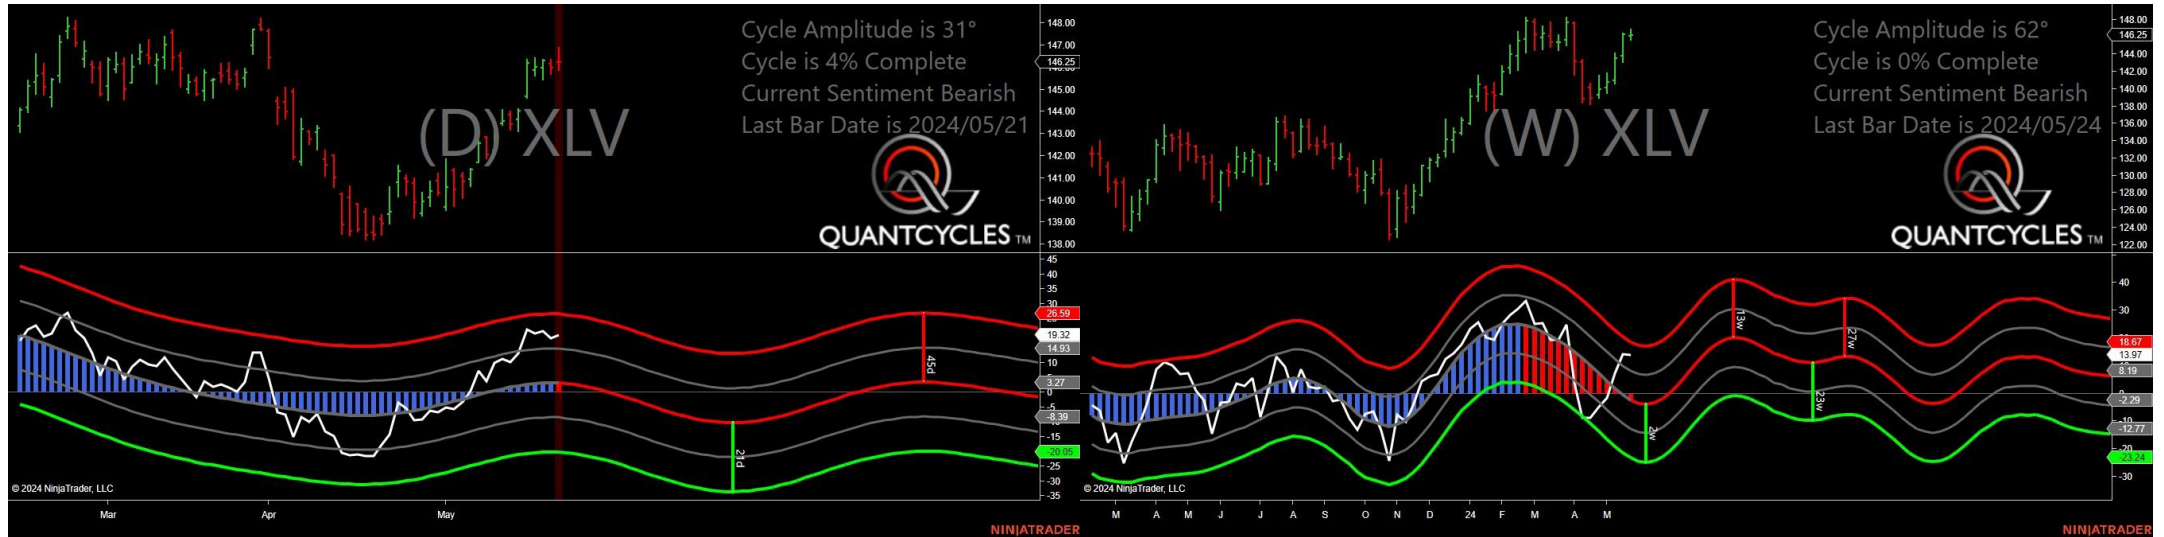 Cycle Amplitude is 31°
Cycle is 4% Complete
Current Sentiment Bearish
Last Bar Date is 2024/05/21
(D) XLV
QUANTCYCLES TM
148.00
147.00
146.25
145.00
144.00
143.00
142.00
141.00
140.00
139.00
138.00
45
40
35
30
26.59
19.32
14.93
10
3.27
0
-5
-8.39
-15
-20.05
-25
-30
-35
45d
21d
© 2024 NinjaTrader, LLC
Mar Apr May
NINJATRADER
Cycle Amplitude is 62°
Cycle is 0% Complete
Current Sentiment Bearish
Last Bar Date is 2024/05/24
(W) XLV
QUANTCYCLES TM
148.00
146.25
144.00
142.00
140.00
138.00
136.00
134.00
132.00
130.00
128.00
126.00
124.00
122.00
40
30
18.67
13.97
8.19
0
-2.29
-10
-12.77
-20
-23.24
-30
13w
27w
23w
2w
© 2024 NinjaTrader, LLC
M A M J J A S O N D 24 F M A M
NINJATRADER